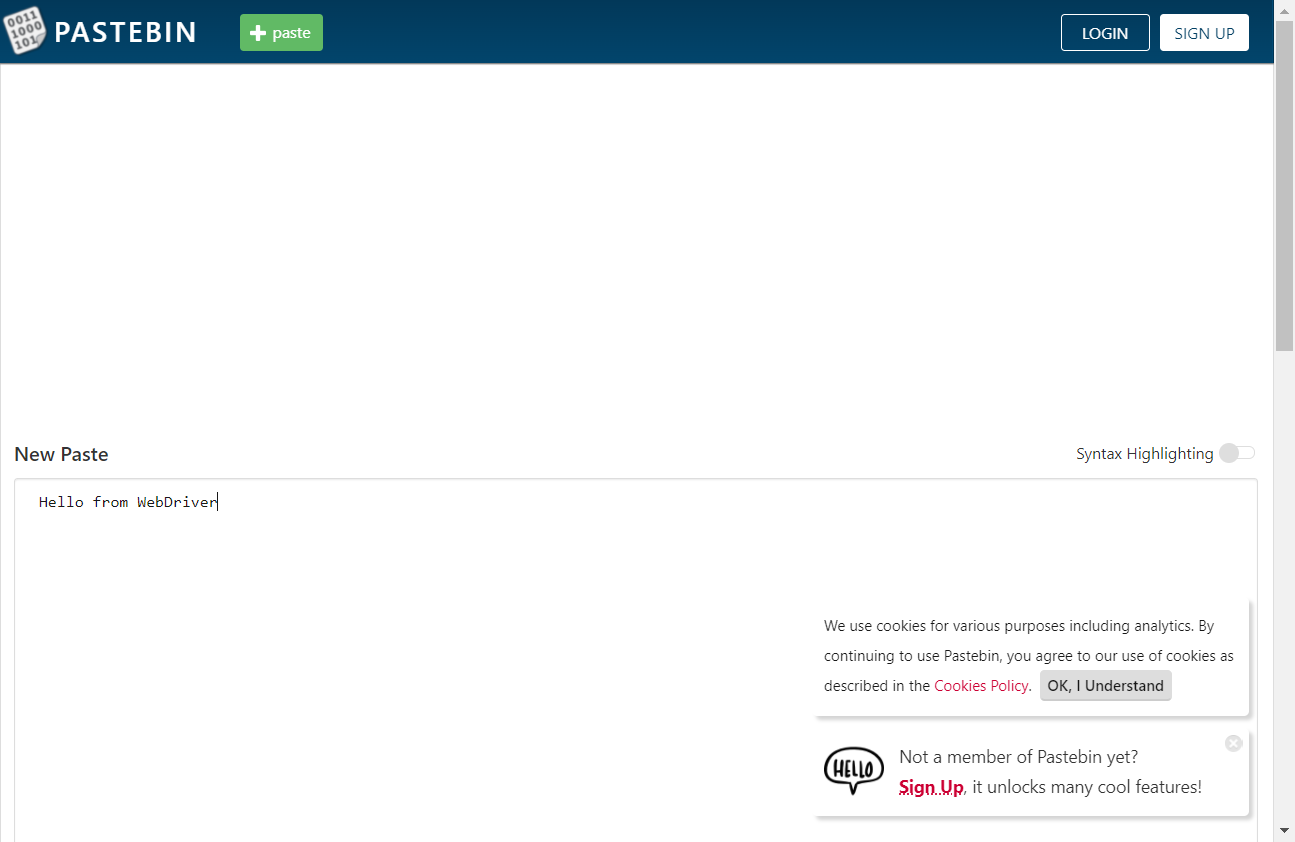 0011
1000
101
PASTEBIN
paste
LOGIN
SIGN UP
New Paste
Syntax Highlighting
Hello from WebDriver
We use cookies for various purposes including analytics. By
continuing to use Pastebin, you agree to our use of cookies as
described in the Cookies Policy. OK, I Understand
HELLO
Not a member of Pastebin yet?
Sign Up, it unlocks many cool features!